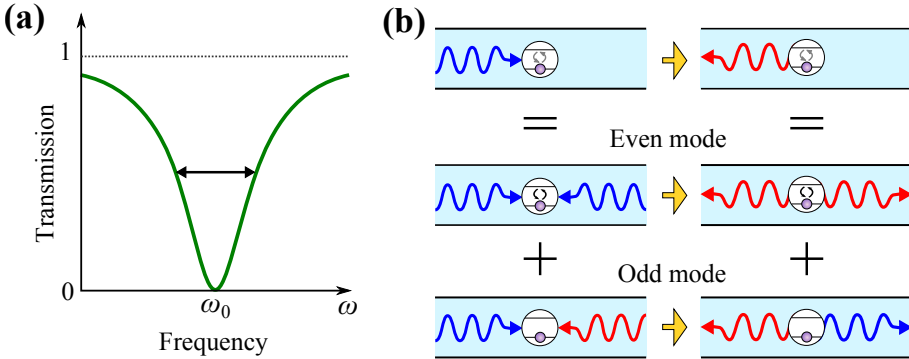 (a)
1
Transmission
0
ω₀
ω
Frequency
(b)
=
=
Even mode
+
+
Odd mode